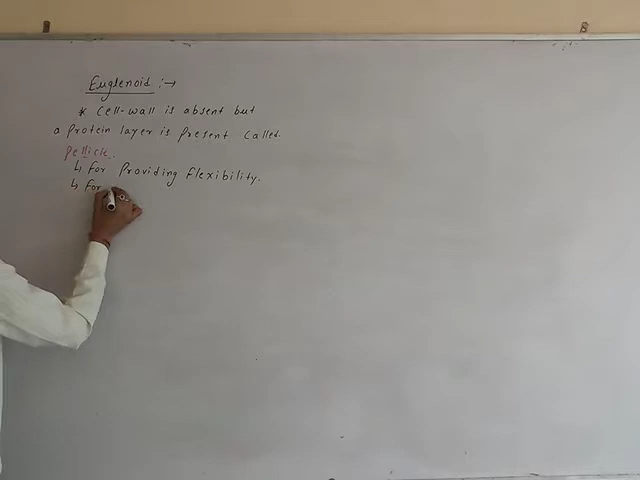 Euglenoid :→
* Cell-wall is absent but
a Protein layer is present called.
pellicle.
↳ for Providing flexibility.
↳ for